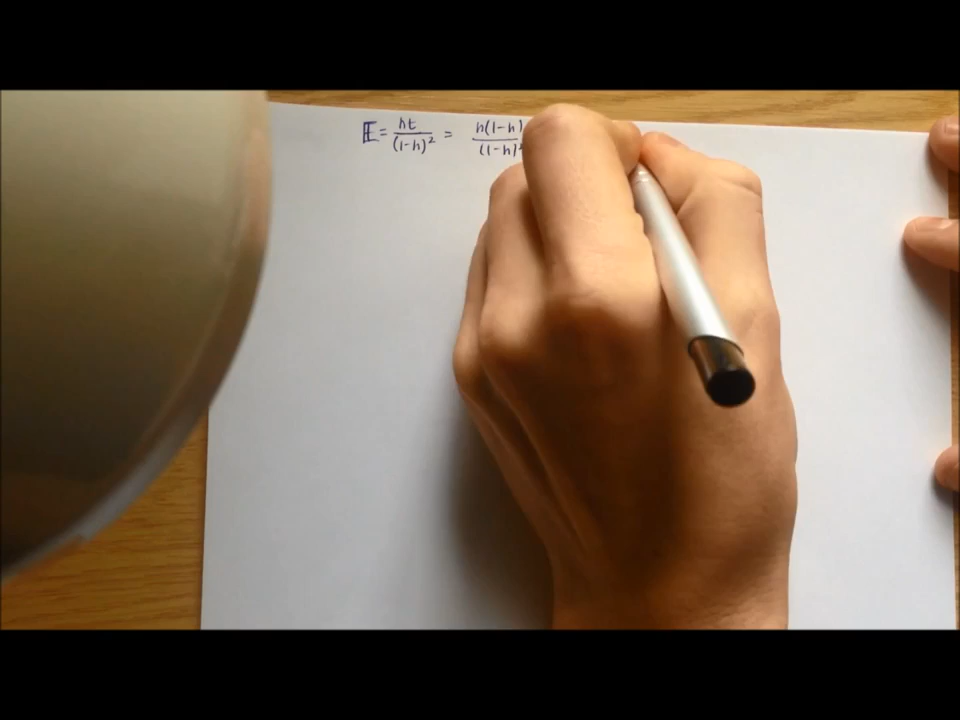 E = ht/(1-h)² = h(1-h)/(1-h)²